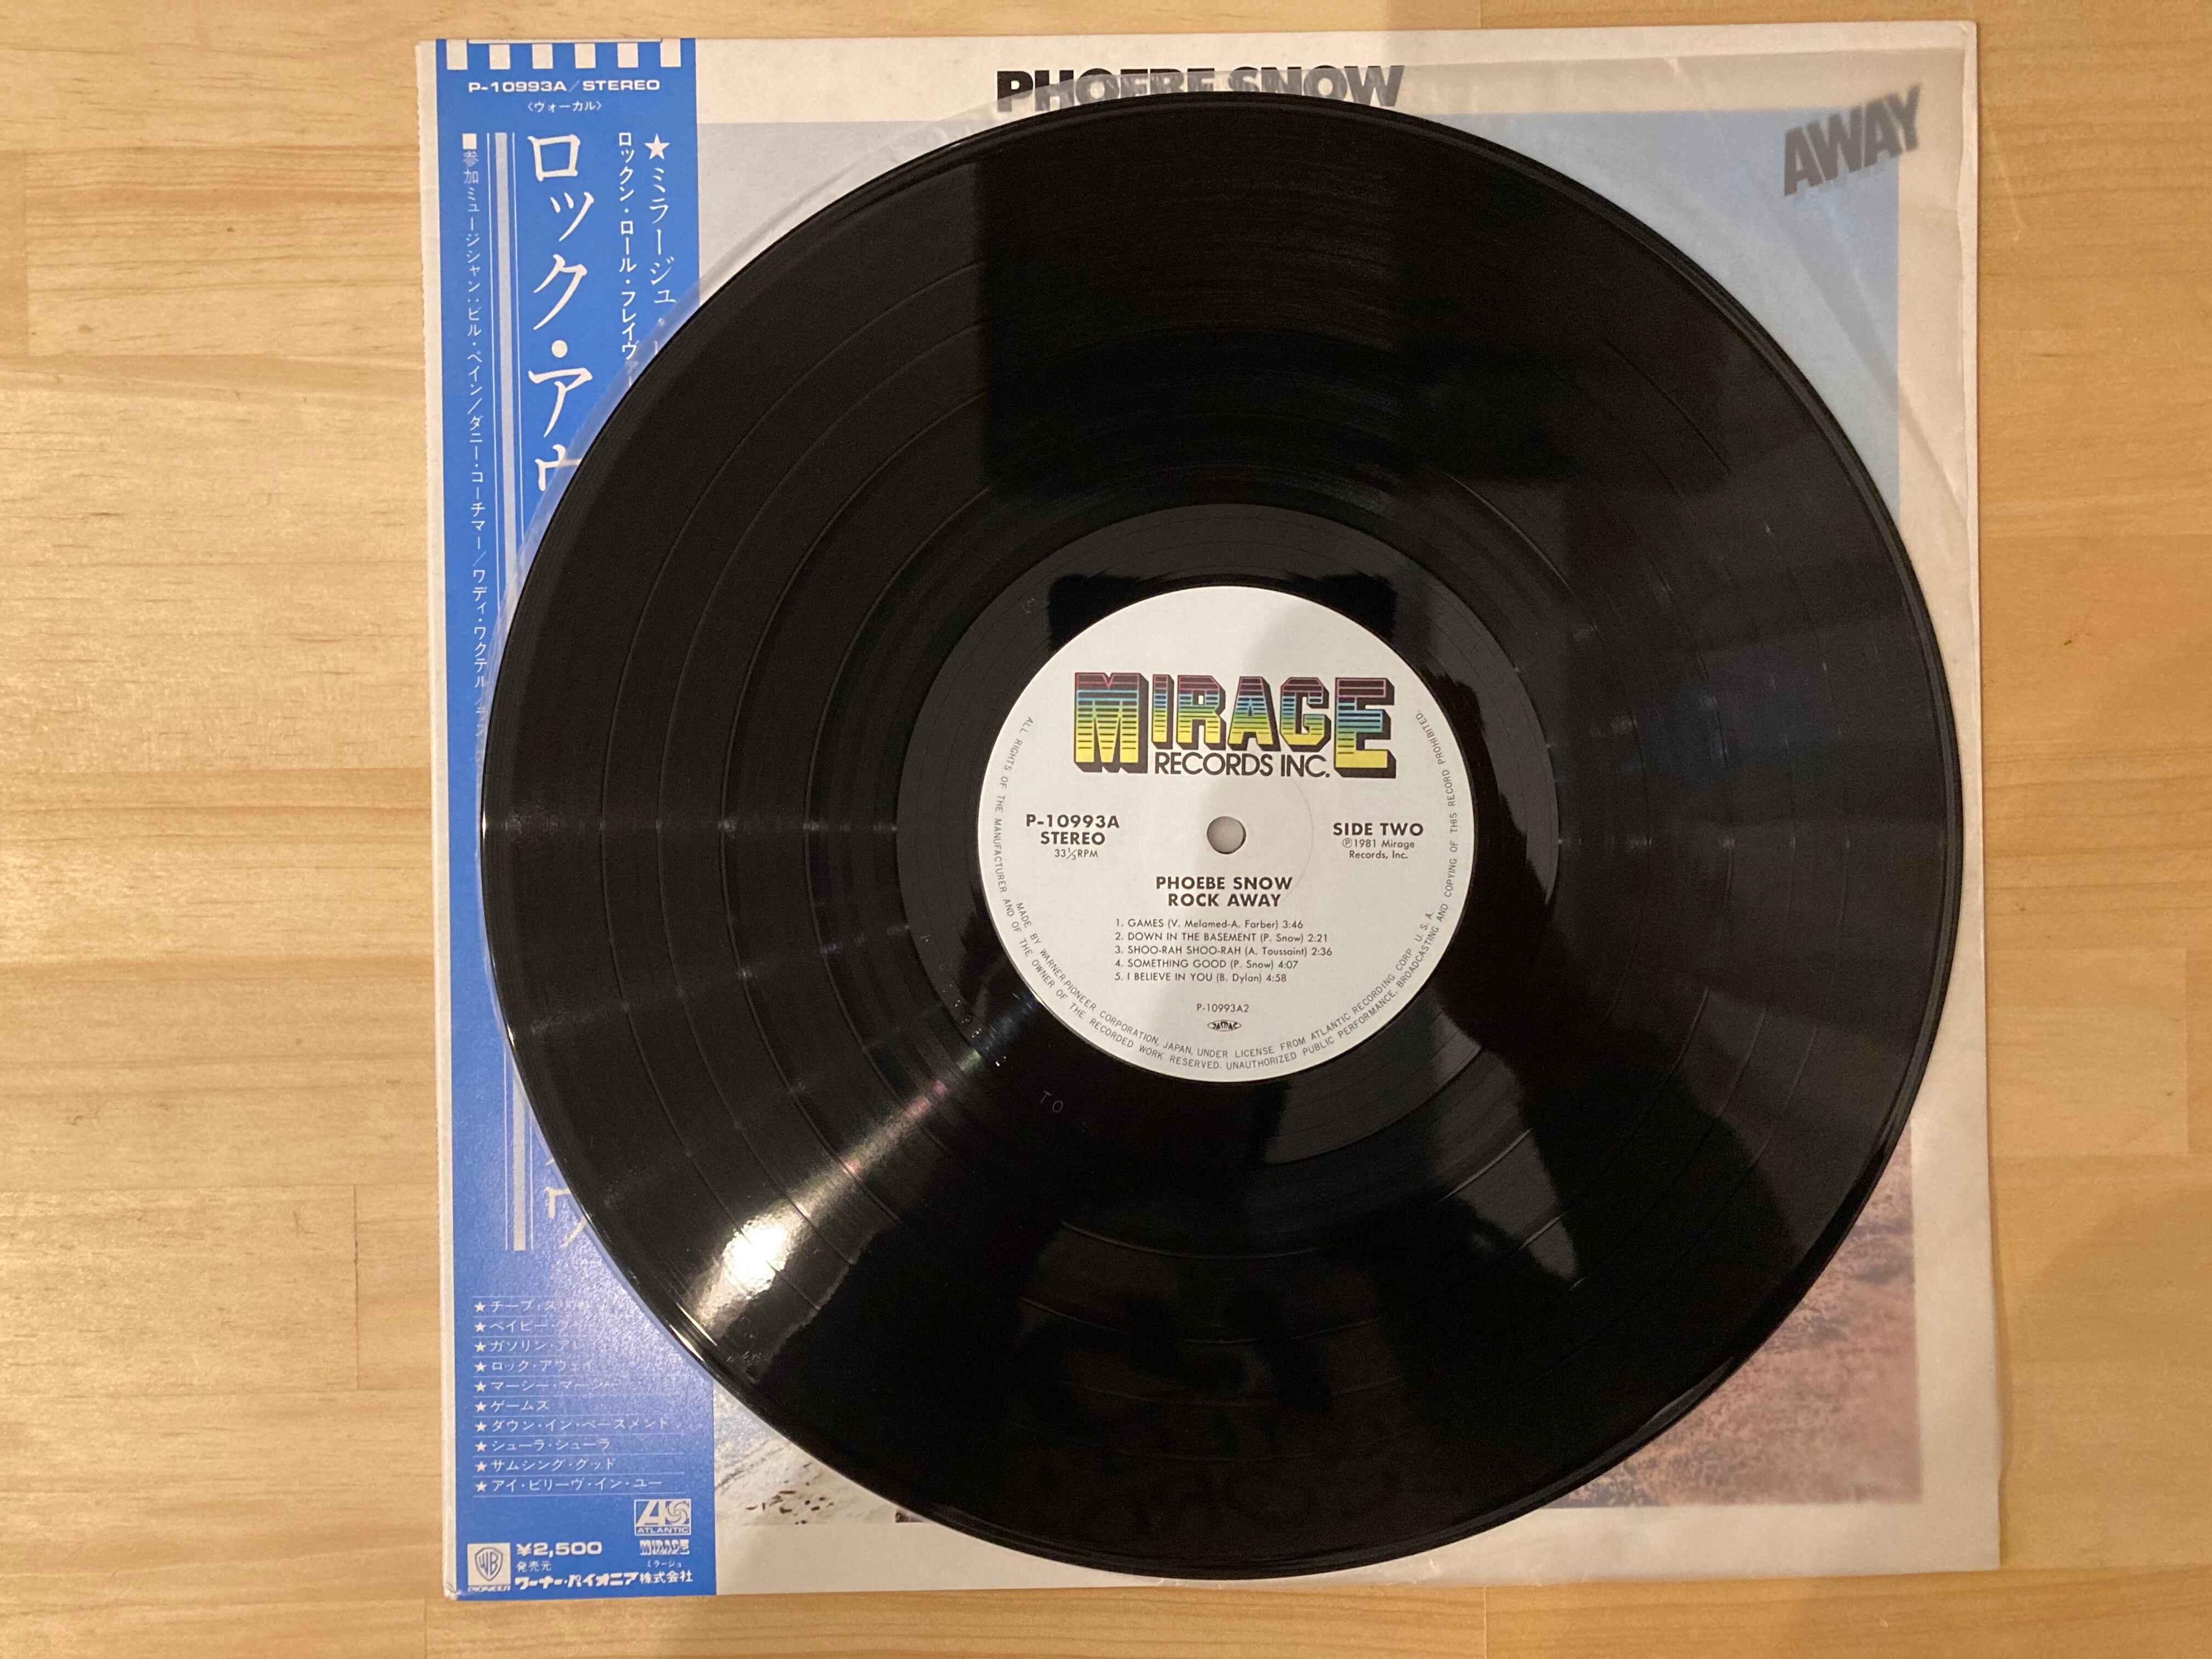 P-10993A/STEREO
〈ヴォーカル〉
★ミラージュ
ロックン・ロール・フレイヴ
ロック・アウ
■参加ミュージシャン:ビル・ペイン/ダニー・コーチマー/ワディ・ワクテル
PHOEBE SNOW
AWAY
MIRAGE
RECORDS INC.
P-10993A
STEREO
33⅓RPM
SIDE TWO
Ⓟ1981 Mirage
Records, Inc.
PHOEBE SNOW
ROCK AWAY
1. GAMES (V. Melamed-A. Farber) 3:46
2. DOWN IN THE BASEMENT (P. Snow) 2:21
3. SHOO-RAH SHOO-RAH (A. Toussaint) 2:36
4. SOMETHING GOOD (P. Snow) 4:07
5. I BELIEVE IN YOU (B. Dylan) 4:58
P-10993A2
JASRAC
MADE BY WARNER-PIONEER CORPORATION, JAPAN, UNDER LICENSE FROM ATLANTIC RECORDING CORP. U.S.A.
ALL RIGHTS OF THE MANUFACTURER AND OF THE OWNER OF THE RECORDED WORK RESERVED. UNAUTHORIZED PUBLIC PERFORMANCE, BROADCASTING AND COPYING OF THIS RECORD PROHIBITED.
TO
★チープ・スリル
★ベイビー
★ガソリン・アレ
★ロック・アウェイ
★マーシー・マーシー
★ゲームス
★ダウン・イン・ベースメント
★シューラ・シューラ
★サムシング・グッド
★アイ・ビリーヴ・イン・ユー
ATLANTIC
MIRAGE
ミラージュ
WB
PIONEER
¥2,500
発売元
ワーナー・パイオニア株式会社